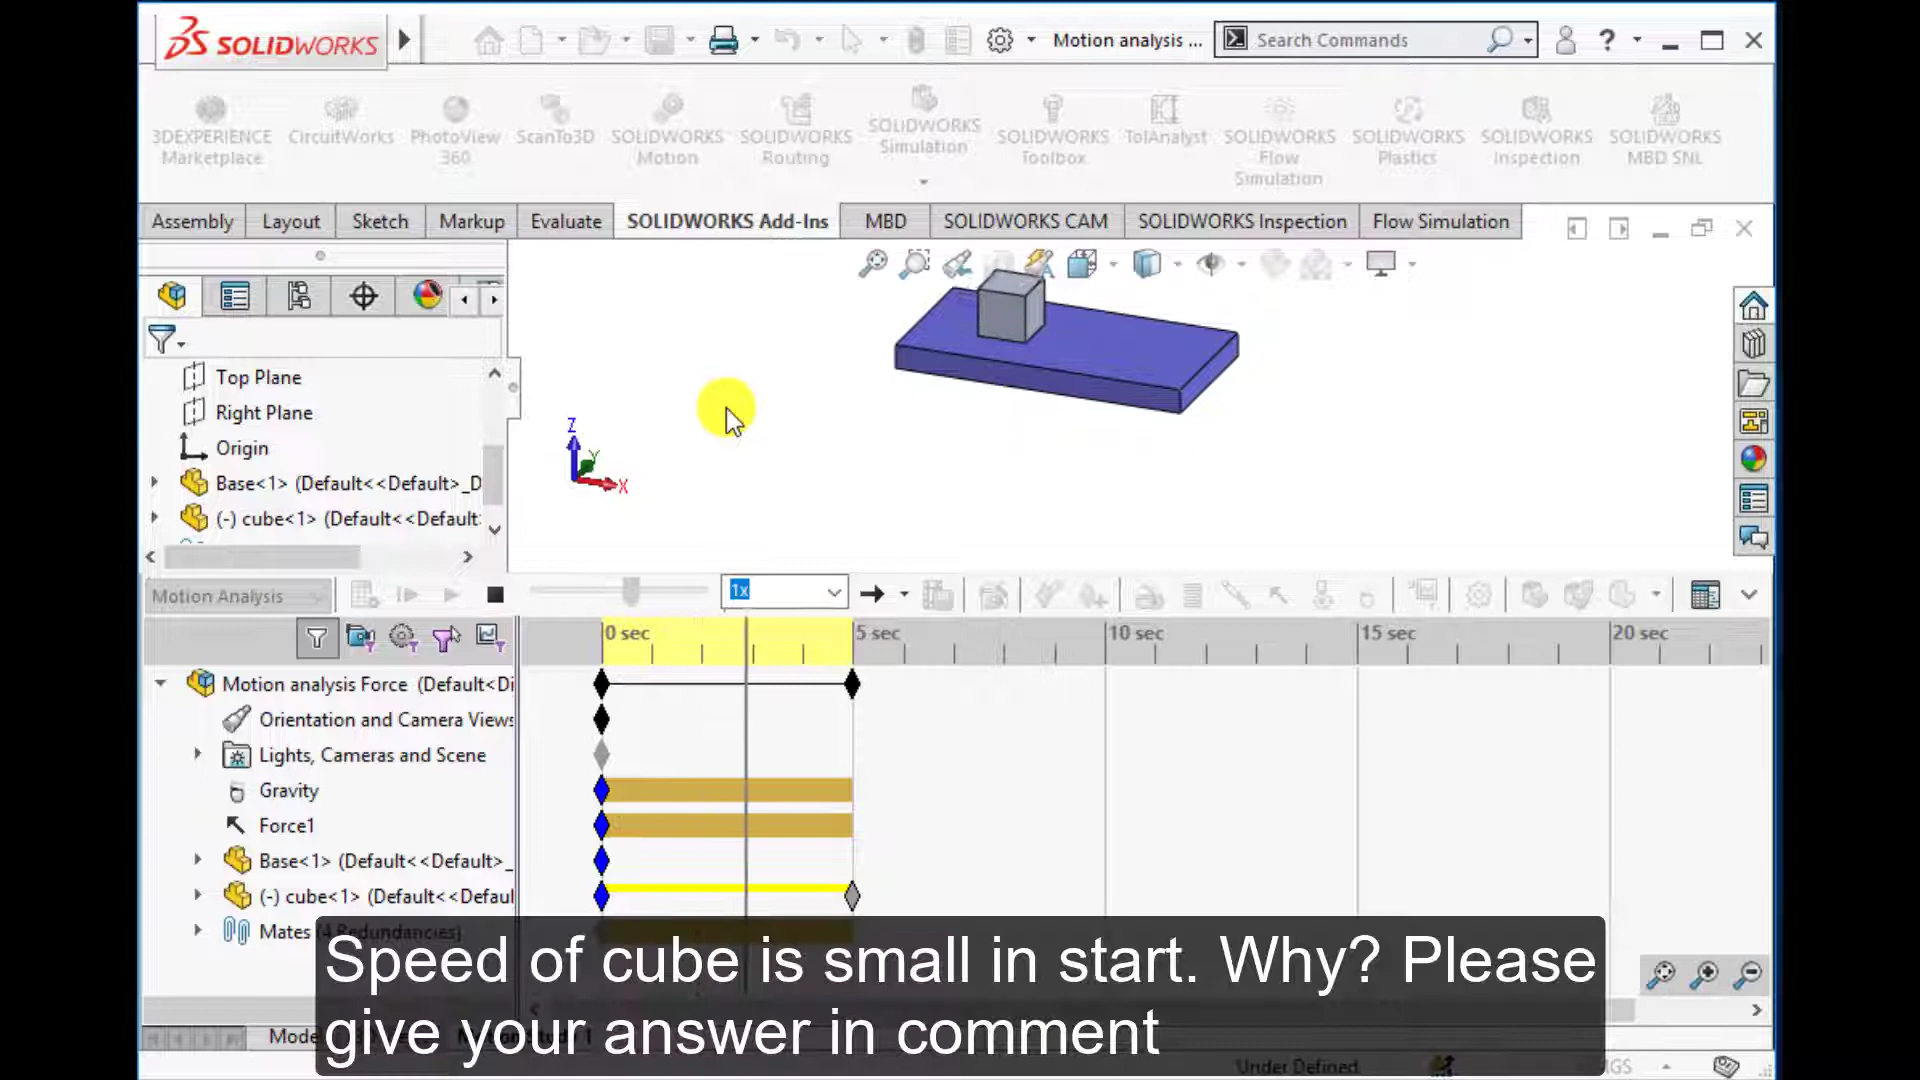 SOLIDWORKS
Motion analysis ...
Search Commands
?
3DEXPERIENCE
Marketplace
CircuitWorks
PhotoView
360
ScanTo3D
SOLIDWORKS
Motion
SOLIDWORKS
Routing
SOLIDWORKS
Simulation
SOLIDWORKS
Toolbox
TolAnalyst
SOLIDWORKS
Flow
Simulation
SOLIDWORKS
Plastics
SOLIDWORKS
Inspection
SOLIDWORKS
MBD SNL
Assembly
Layout
Sketch
Markup
Evaluate
SOLIDWORKS Add-Ins
MBD
SOLIDWORKS CAM
SOLIDWORKS Inspection
Flow Simulation
Top Plane
Right Plane
Origin
Base<1> (Default<<Default>_D
(-) cube<1> (Default<<Default
Z
Y
X
Motion Analysis
1x
0 sec
5 sec
10 sec
15 sec
20 sec
Motion analysis Force (Default<Di
Orientation and Camera Views
Lights, Cameras and Scene
Gravity
Force1
Base<1> (Default<<Default>_
(-) cube<1> (Default<<Defaul
Mates (4 Redundancies)
Speed of cube is small in start. Why? Please
give your answer in comment
Model
Under Defined